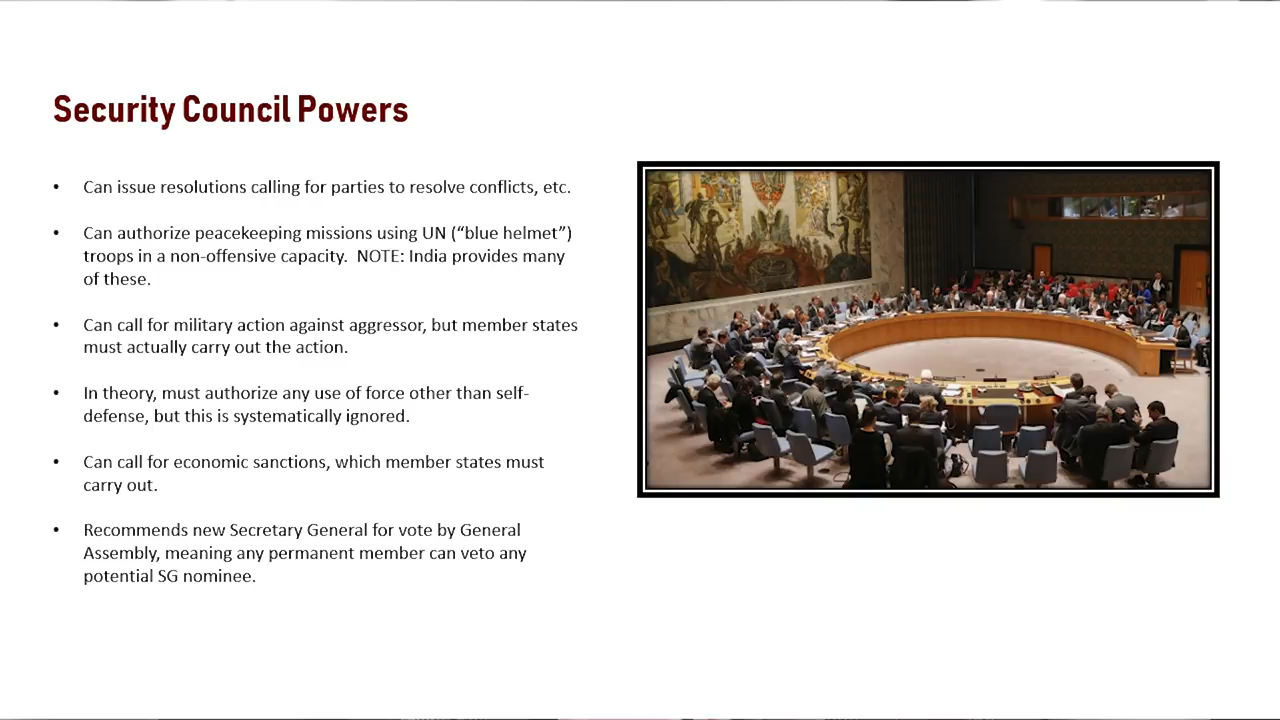 Security Council Powers
• Can issue resolutions calling for parties to resolve conflicts, etc.
• Can authorize peacekeeping missions using UN (“blue helmet”)
troops in a non-offensive capacity.  NOTE: India provides many
of these.
• Can call for military action against aggressor, but member states
must actually carry out the action.
• In theory, must authorize any use of force other than self-
defense, but this is systematically ignored.
• Can call for economic sanctions, which member states must
carry out.
• Recommends new Secretary General for vote by General
Assembly, meaning any permanent member can veto any
potential SG nominee.